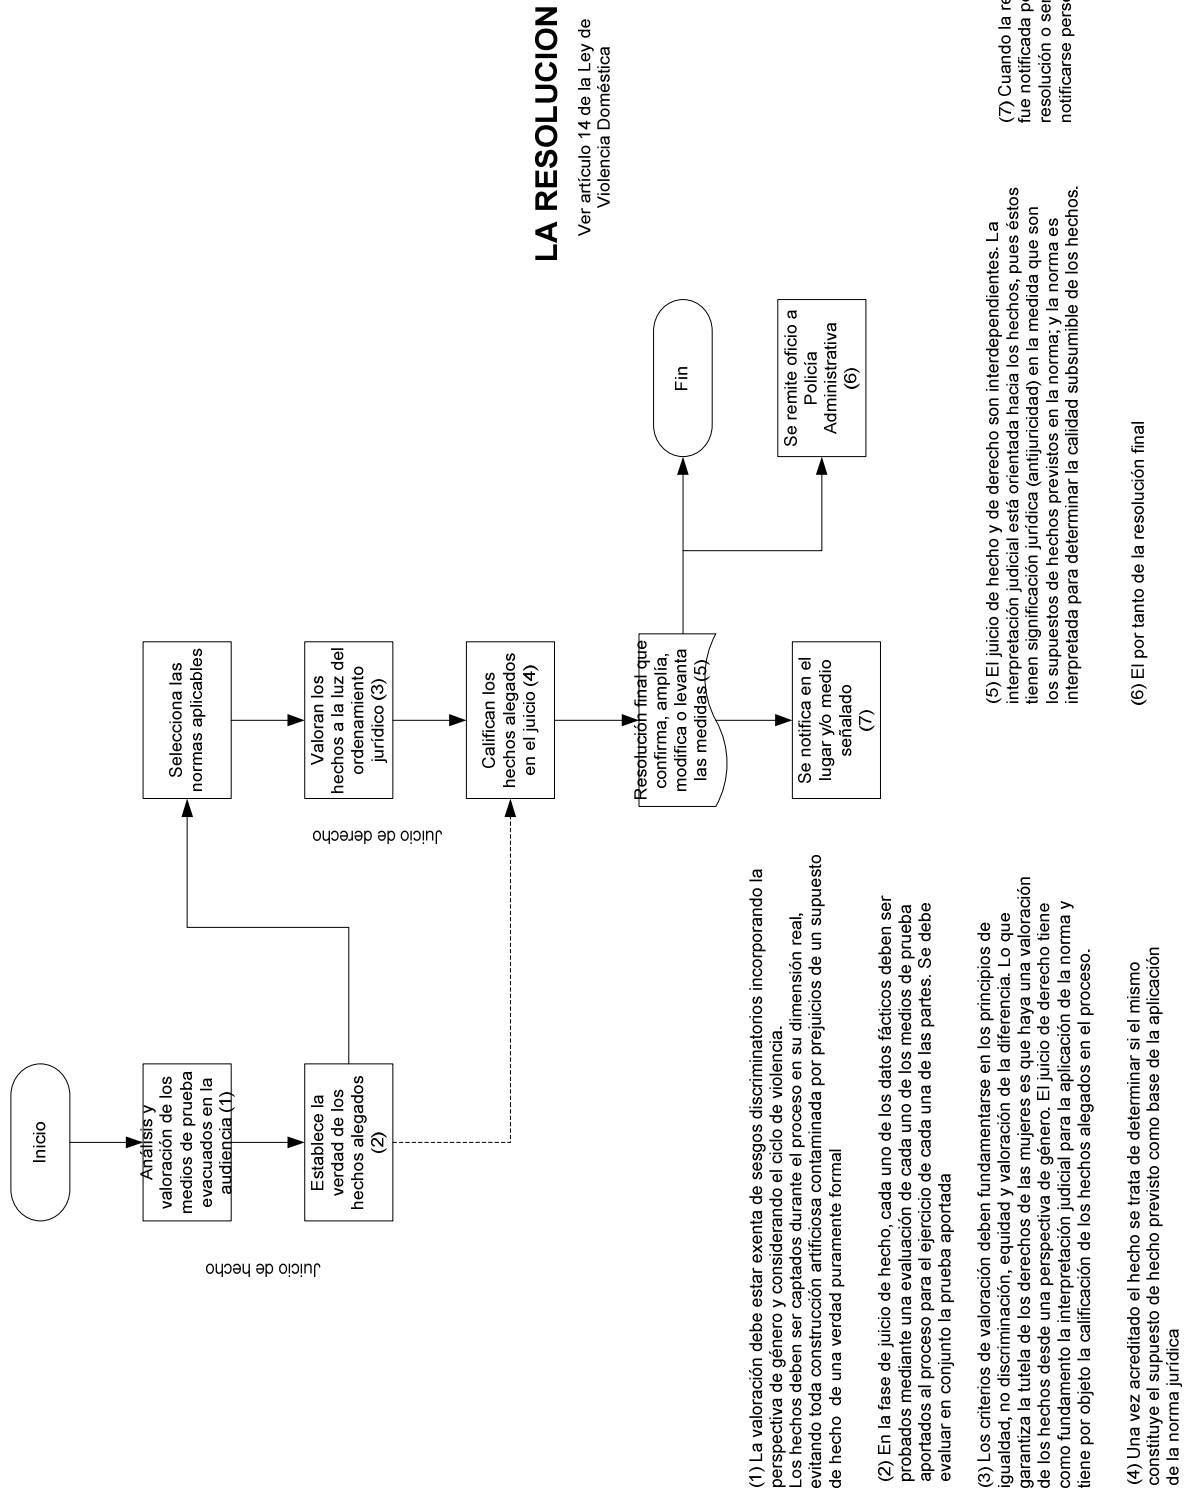 LA RESOLUCION
Ver artículo 14 de la Ley de
Violencia Doméstica
Inicio
Análisis y
valoración de los
medios de prueba
evacuados en la
audiencia (1)
Establece la
verdad de los
hechos alegados
(2)
Juicio de hecho
Selecciona las
normas aplicables
Valoran los
hechos a la luz del
ordenamiento
jurídico (3)
Califican los
hechos alegados
en el juicio (4)
Juicio de derecho
Resolución final que
confirma, amplía,
modifica o levanta
las medidas (5)
Se notifica en el
lugar y/o medio
señalado
(7)
Fin
Se remite oficio a
Policía
Administrativa
(6)
(1) La valoración debe estar exenta de sesgos discriminatorios incorporando la
perspectiva de género y considerando el ciclo de violencia.
Los hechos deben ser captados durante el proceso en su dimensión real,
evitando toda construcción artificiosa contaminada por prejuicios de un supuesto
de hecho de una verdad puramente formal
(2) En la fase de juicio de hecho, cada uno de los datos fácticos deben ser
probados mediante una evaluación de cada uno de los medios de prueba
aportados al proceso para el ejercicio de cada una de las partes. Se debe
evaluar en conjunto la prueba aportada
(3) Los criterios de valoración deben fundamentarse en los principios de
igualdad, no discriminación, equidad y valoración de la diferencia. Lo que
garantiza la tutela de los derechos de las mujeres es que haya una valoración
de los hechos desde una perspectiva de género. El juicio de derecho tiene
como fundamento la interpretación judicial para la aplicación de la norma y
tiene por objeto la calificación de los hechos alegados en el proceso.
(4) Una vez acreditado el hecho se trata de determinar si el mismo
constituye el supuesto de hecho previsto como base de la aplicación
de la norma jurídica
(5) El juicio de hecho y de derecho son interdependientes. La
interpretación judicial está orientada hacia los hechos, pues éstos
tienen significación jurídica (antijuricidad) en la medida que son
los supuestos de hechos previstos en la norma; y la norma es
interpretada para determinar la calidad subsumible de los hechos.
(6) El por tanto de la resolución final
(7) Cuando la
fue notificada
resolución o
notificarse